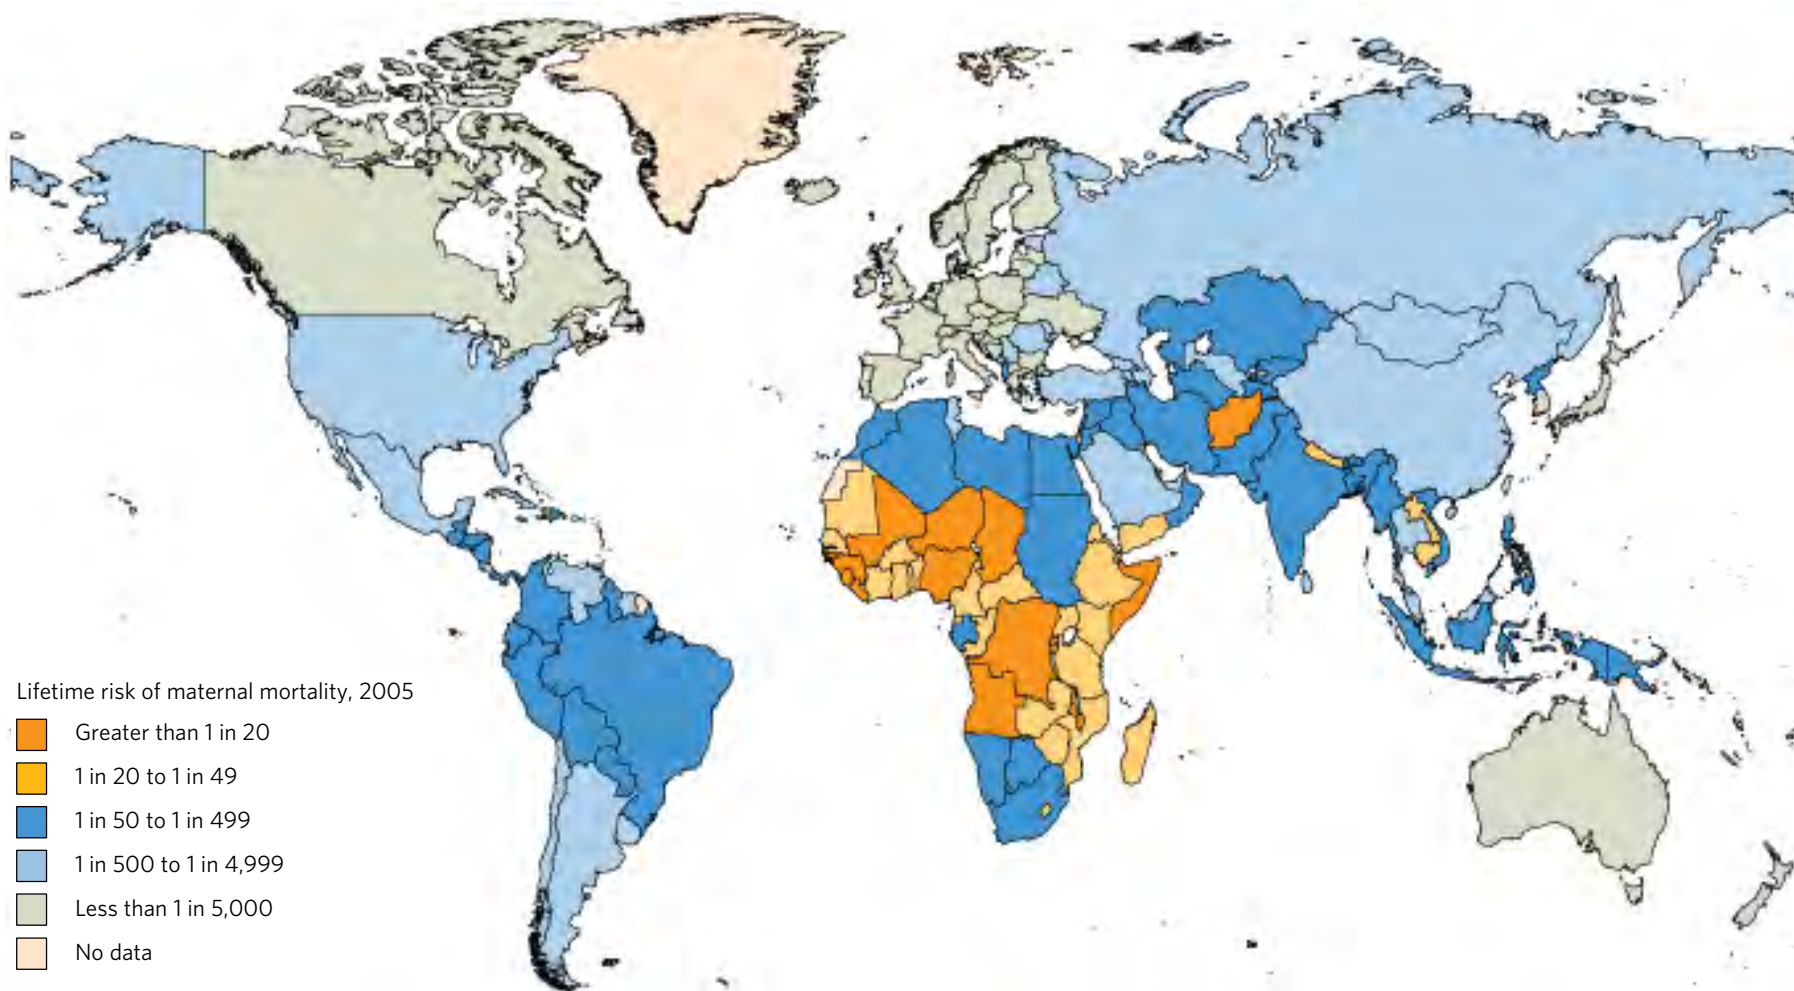 Lifetime risk of maternal mortality, 2005
Greater than 1 in 20
1 in 20 to 1 in 49
1 in 50 to 1 in 499
1 in 500 to 1 in 4,999
Less than 1 in 5,000
No data